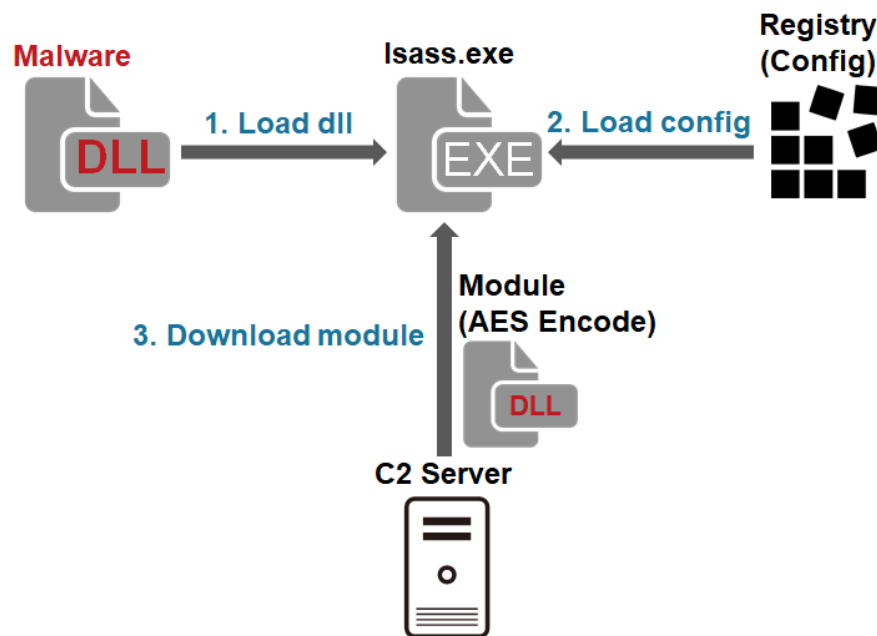 Malware
DLL
1. Load dll
lsass.exe
EXE
2. Load config
Registry
(Config)
3. Download module
Module
(AES Encode)
DLL
C2 Server